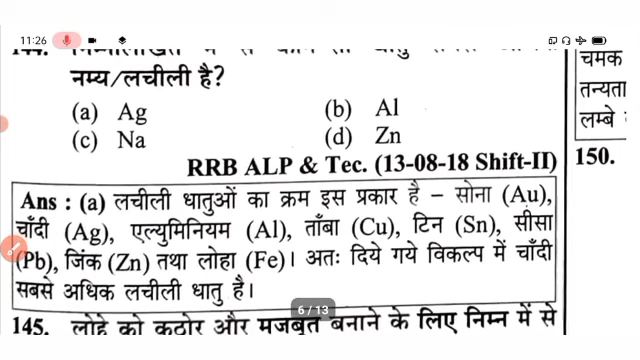 11:26
नम्य/लचीली है?
चमक
तन्यता
लम्बे
(a) Ag
(b) Al
(c) Na
(d) Zn
RRB ALP & Tec. (13-08-18 Shift-II)
150.
Ans : (a) लचीली धातुओं का क्रम इस प्रकार है – सोना (Au),
चाँदी (Ag), एल्युमिनियम (Al), ताँबा (Cu), टिन (Sn), सीसा
(Pb), जिंक (Zn) तथा लोहा (Fe)। अतः दिये गये विकल्प में चाँदी
सबसे अधिक लचीली धातु है।
6 / 13
145. लोहे को कठोर और मजबूत बनाने के लिए निम्न में से